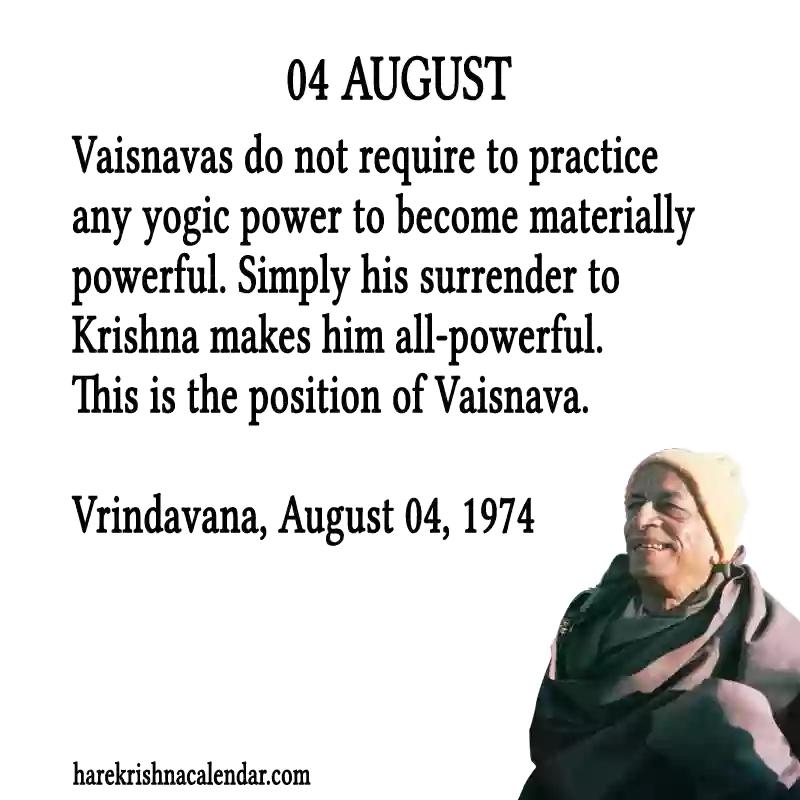 04 AUGUST
Vaisnavas do not require to practice
any yogic power to become materially
powerful. Simply his surrender to
Krishna makes him all-powerful.
This is the position of Vaisnava.
Vrindavana, August 04, 1974
harekrishnacalendar.com